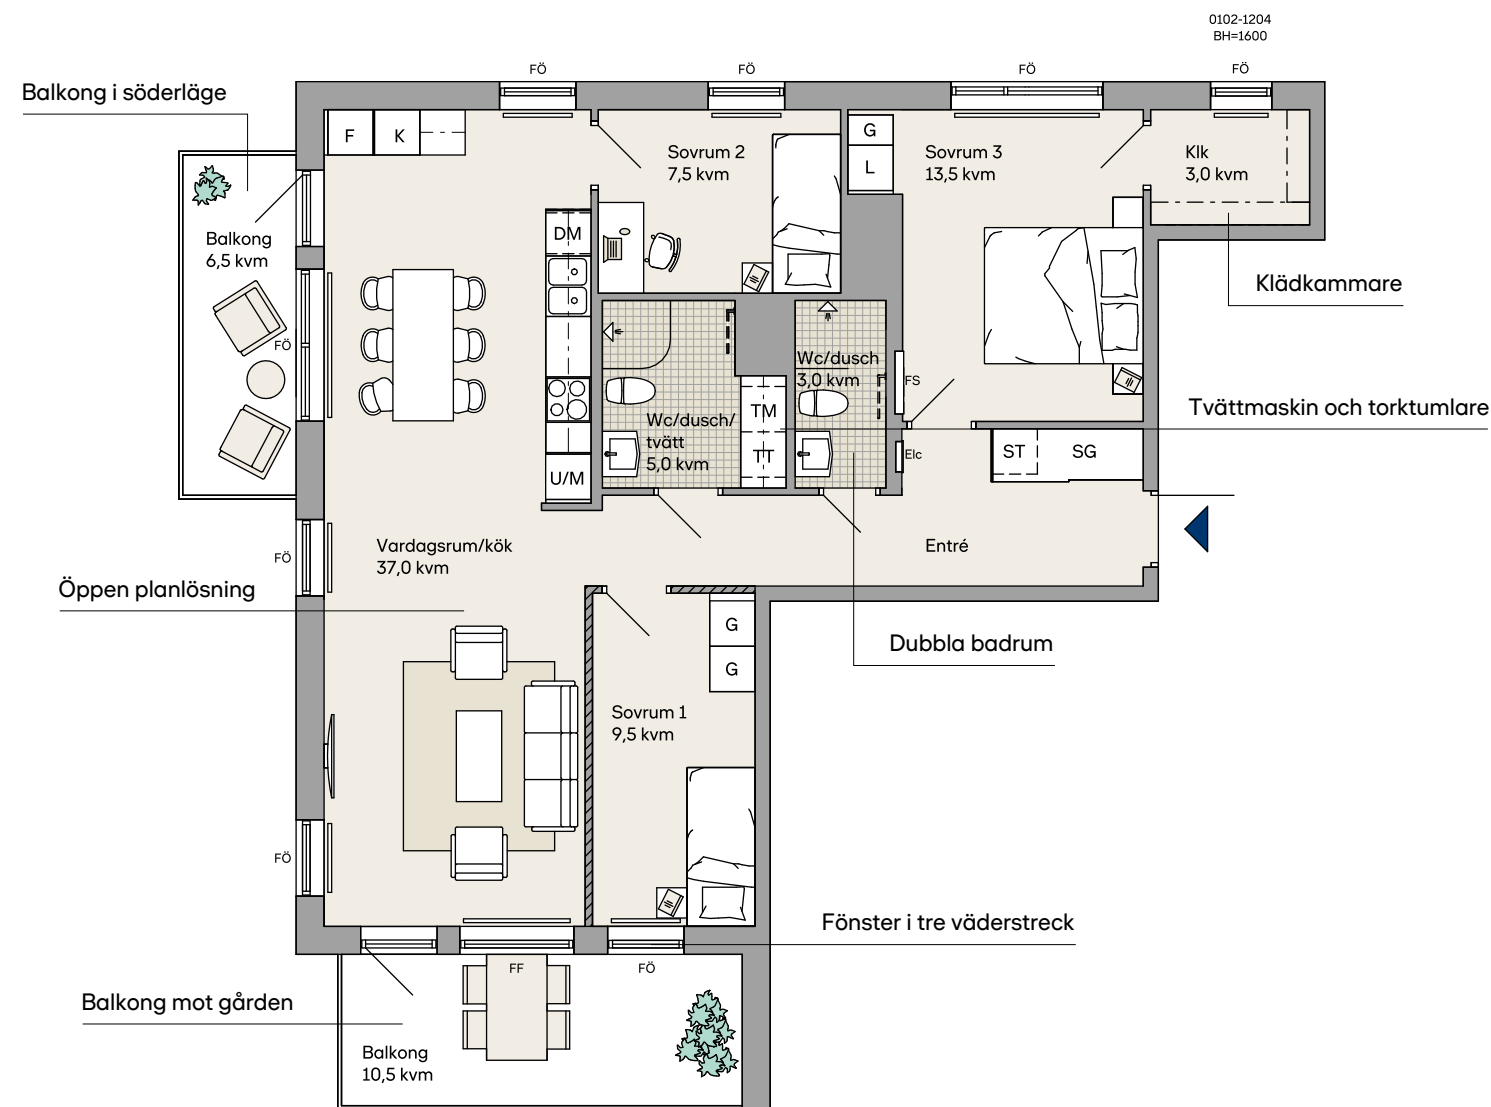 0102-1204
BH=1600
FÖ
FÖ
FÖ
FÖ
Balkong i söderläge
F
K
G
L
Sovrum 2
7,5 kvm
Sovrum 3
13,5 kvm
Klk
3,0 kvm
Balkong
6,5 kvm
DM
Klädkammare
FÖ
Wc/dusch
3,0 kvm
FS
TM
Tvättmaskin och torktumlare
Wc/dusch/
tvätt
5,0 kvm
TT
Elc
ST
SG
U/M
Vardagsrum/kök
37,0 kvm
Entré
FÖ
Öppen planlösning
G
G
Dubbla badrum
Sovrum 1
9,5 kvm
FÖ
Fönster i tre väderstreck
FF
FÖ
Balkong mot gården
Balkong
10,5 kvm